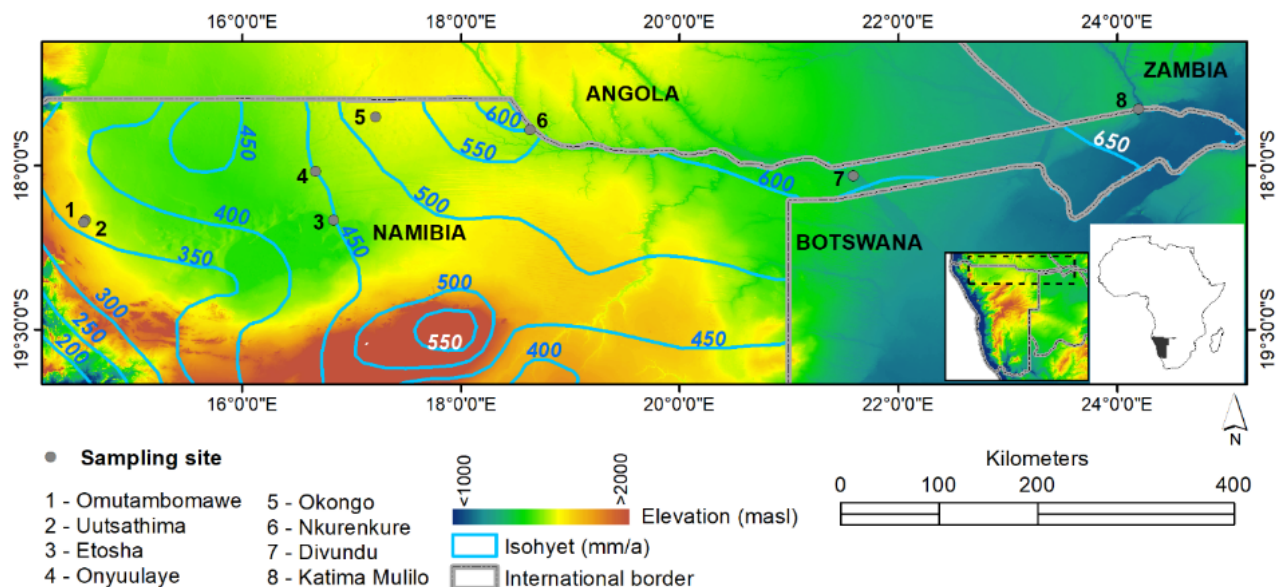 16°0'0"E 18°0'0"E 20°0'0"E 22°0'0"E 24°0'0"E
ZAMBIA
ANGOLA
8
5
6
600
450
550
650
18°0'0"S
18°0'0"S
4
600
7
500
1
2
400
3
450
NAMIBIA
BOTSWANA
350
500
300
250
200
550
450
400
19°30'0"S
19°30'0"S
16°0'0"E 18°0'0"E 20°0'0"E 22°0'0"E 24°0'0"E
N
Sampling site
1 - Omutambomawe
2 - Uutsathima
3 - Etosha
4 - Onyuulaye
5 - Okongo
6 - Nkurenkure
7 - Divundu
8 - Katima Mulilo
<1000
>2000
Elevation (masl)
Isohyet (mm/a)
International border
Kilometers
0 100 200 400